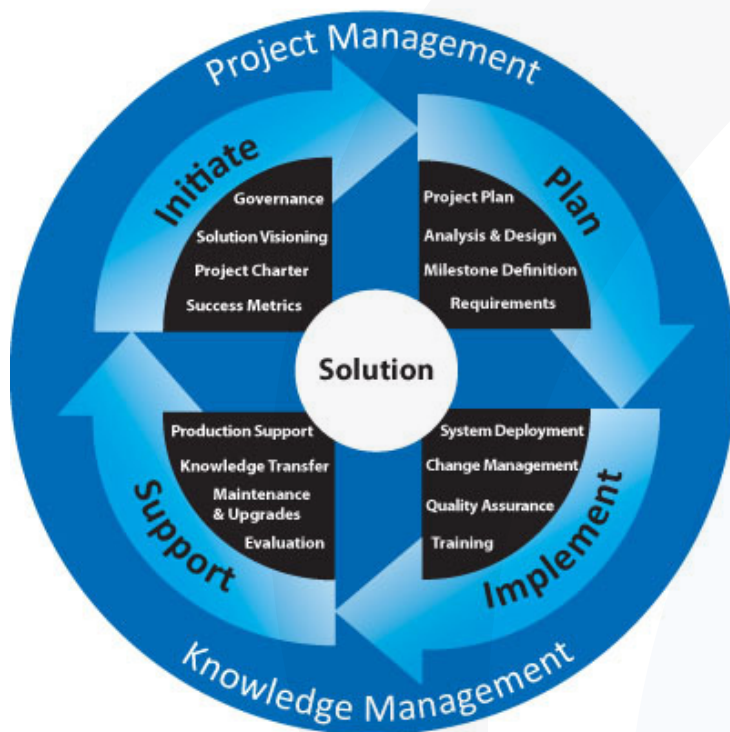 Project Management
Initiate
Governance
Solution Visioning
Project Charter
Success Metrics
Plan
Project Plan
Analysis & Design
Milestone Definition
Requirements
Solution
Production Support
Knowledge Transfer
Maintenance
& Upgrades
Evaluation
Support
System Deployment
Change Management
Quality Assurance
Training
Implement
Knowledge Management